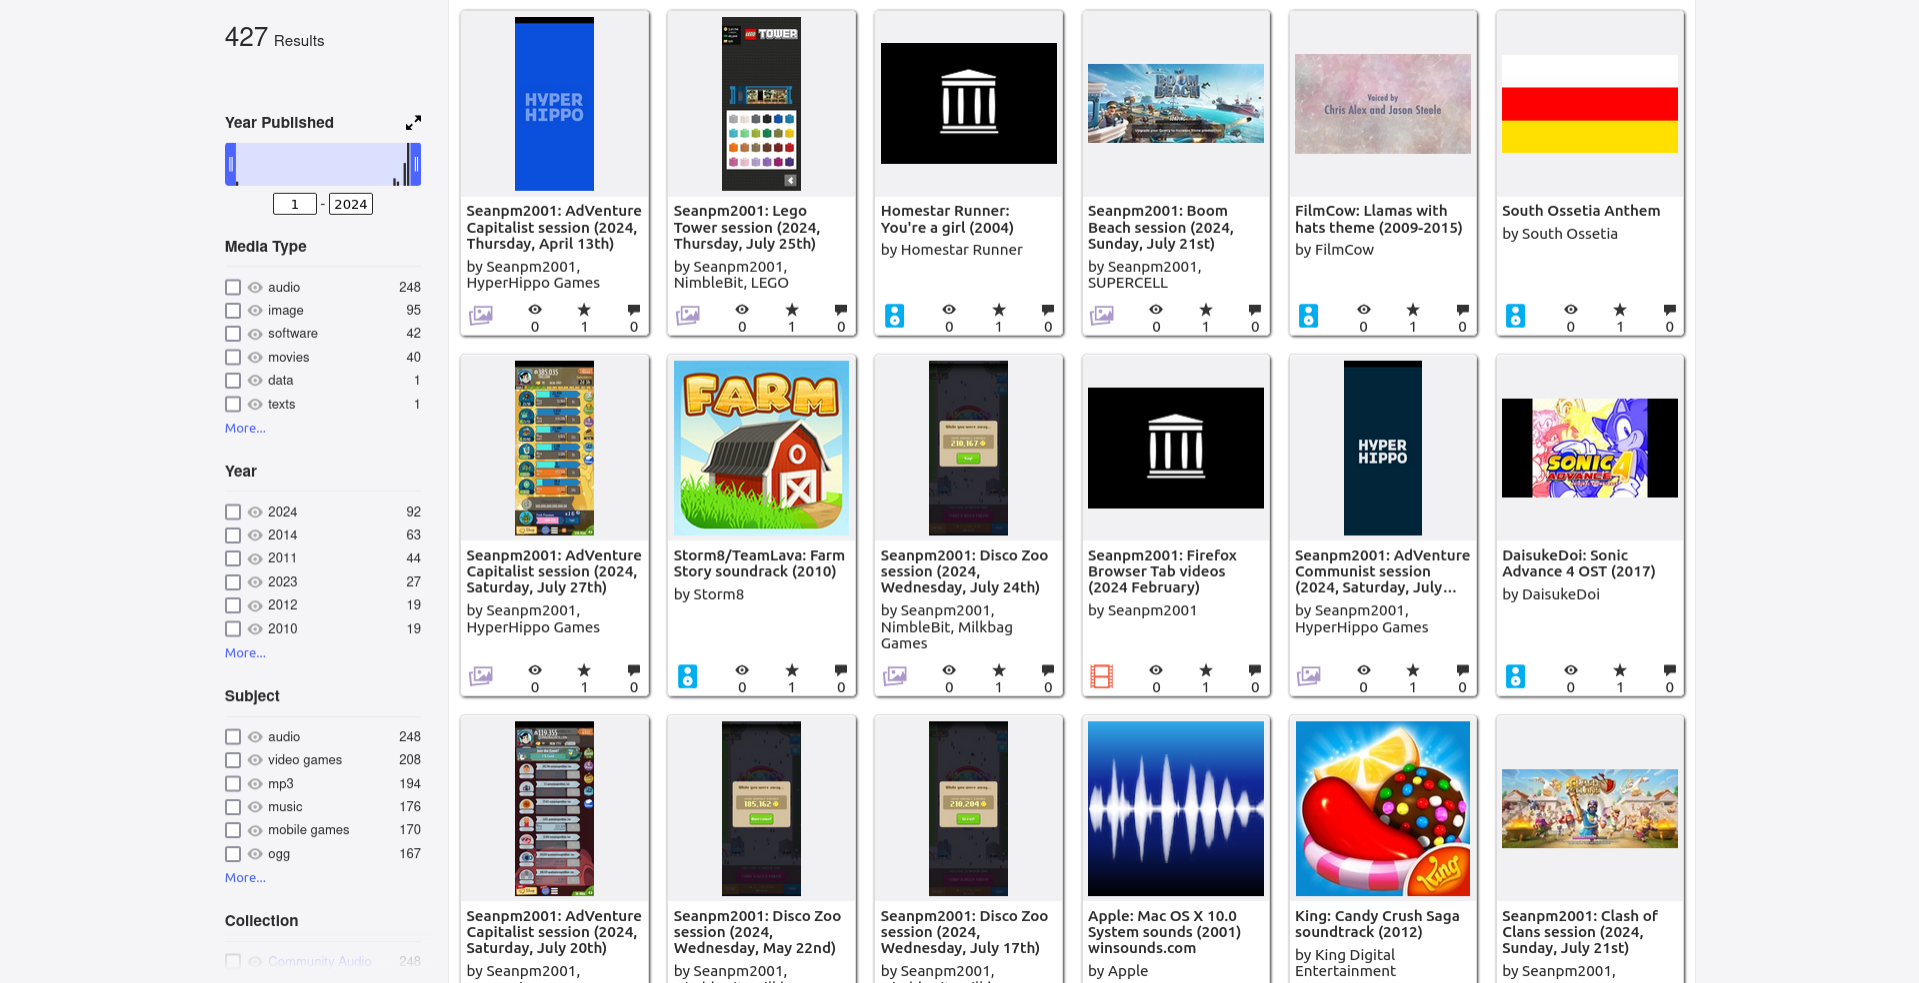 427 Results
Year Published
1 - 2024
Media Type
audio 248
image 95
software 42
movies 40
data 1
texts 1
More...
Year
2024 92
2014 63
2011 44
2023 27
2012 19
2010 19
More...
Subject
audio 248
video games 208
mp3 194
music 176
mobile games 170
ogg 167
More...
Collection
Community Audio 248
HYPER
HIPPO
Seanpm2001: AdVenture
Capitalist session (2024,
Thursday, April 13th)
by Seanpm2001,
HyperHippo Games
0 1 0
LEGO TOWER
Seanpm2001: Lego
Tower session (2024,
Thursday, July 25th)
by Seanpm2001,
NimbleBit, LEGO
0 1 0
Homestar Runner:
You're a girl (2004)
by Homestar Runner
0 1 0
BOOM
BEACH
Seanpm2001: Boom
Beach session (2024,
Sunday, July 21st)
by Seanpm2001,
SUPERCELL
0 1 0
Voiced by
Chris Alex and Jason Steele
FilmCow: Llamas with
hats theme (2009-2015)
by FilmCow
0 1 0
South Ossetia Anthem
by South Ossetia
0 1 0
Seanpm2001: AdVenture
Capitalist session (2024,
Saturday, July 27th)
by Seanpm2001,
HyperHippo Games
0 1 0
FARM
Storm8/TeamLava: Farm
Story soundrack (2010)
by Storm8
0 1 0
While you were away...
210,167
Seanpm2001: Disco Zoo
session (2024,
Wednesday, July 24th)
by Seanpm2001,
NimbleBit, Milkbag
Games
0 1 0
Seanpm2001: Firefox
Browser Tab videos
(2024 February)
by Seanpm2001
0 1 0
HYPER
HIPPO
Seanpm2001: AdVenture
Communist session
(2024, Saturday, July...
by Seanpm2001,
HyperHippo Games
0 1 0
SONIC
ADVANCE 4
DaisukeDoi: Sonic
Advance 4 OST (2017)
by DaisukeDoi
0 1 0
Seanpm2001: AdVenture
Capitalist session (2024,
Saturday, July 20th)
by Seanpm2001,
While you were away...
185,162
Seanpm2001: Disco Zoo
session (2024,
Wednesday, May 22nd)
by Seanpm2001,
While you were away...
210,204
Seanpm2001: Disco Zoo
session (2024,
Wednesday, July 17th)
by Seanpm2001,
Apple: Mac OS X 10.0
System sounds (2001)
winsounds.com
by Apple
King
King: Candy Crush Saga
soundtrack (2012)
by King Digital
Entertainment
Seanpm2001: Clash of
Clans session (2024,
Sunday, July 21st)
by Seanpm2001,